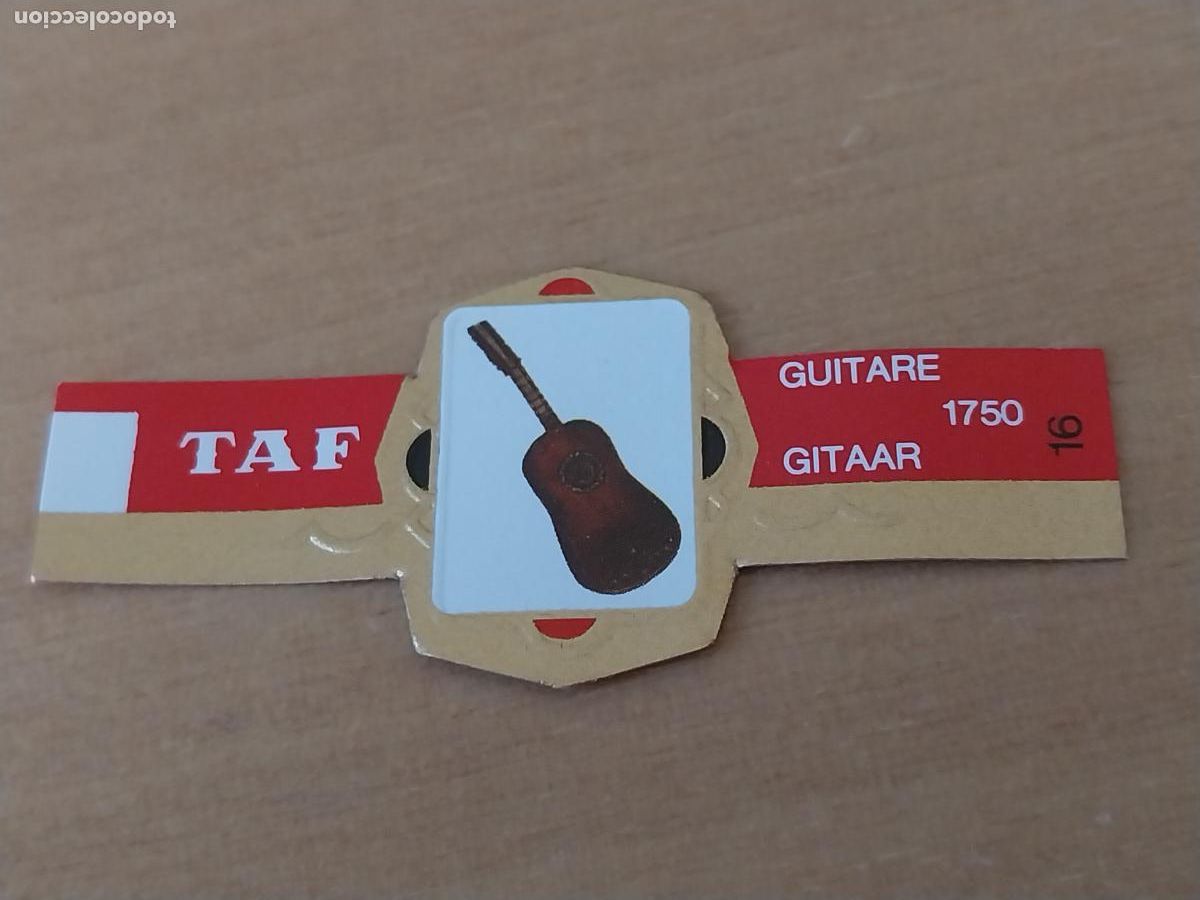 todocoleccion
TAF
GUITARE
1750
GITAAR
16